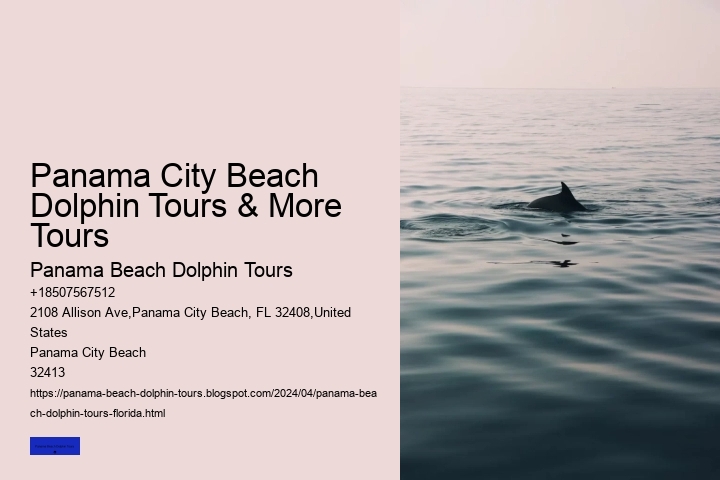 Panama City Beach
Dolphin Tours & More
Tours
Panama Beach Dolphin Tours
+18507567512
2108 Allison Ave,Panama City Beach, FL 32408,United
States
Panama City Beach
32413
https://panama-beach-dolphin-tours.blogspot.com/2024/04/panama-bea
ch-dolphin-tours-florida.html